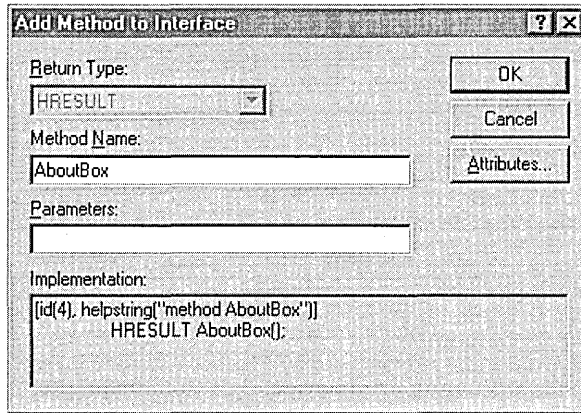 Add Method to Interface
Return Type:
HRESULT
Method Name:
AboutBox
Parameters:
Implementation:
[id(4), helpstring("method AboutBox")]
HRESULT AboutBox();
OK
Cancel
Attributes...